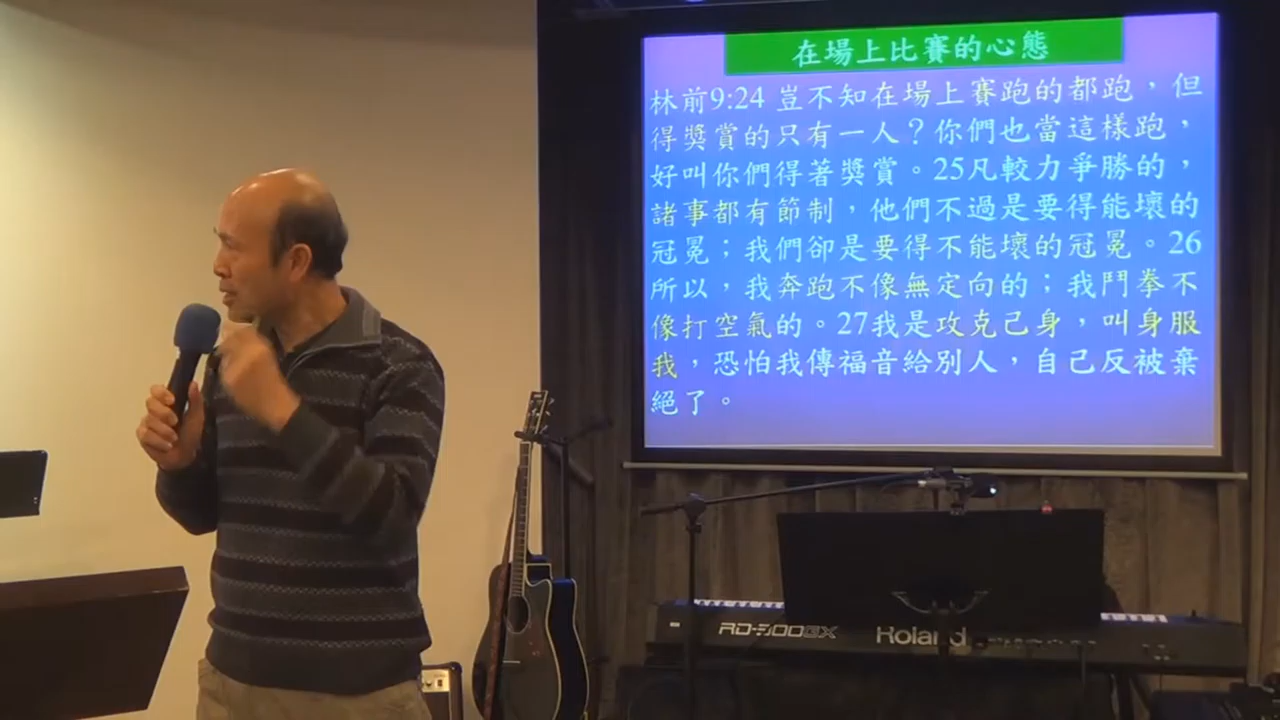 在場上比賽的心態
林前9:24 豈不知在場上賽跑的都跑，但
得獎賞的只有一人？你們也當這樣跑，
好叫你們得著獎賞。25凡較力爭勝的，
諸事都有節制，他們不過是要得能壞的
冠冕；我們卻是要得不能壞的冠冕。26
所以，我奔跑不像無定向的；我鬥拳不
像打空氣的。27我是攻克己身，叫身服
我，恐怕我傳福音給別人，自己反被棄
絕了。
RD-300GX
Roland